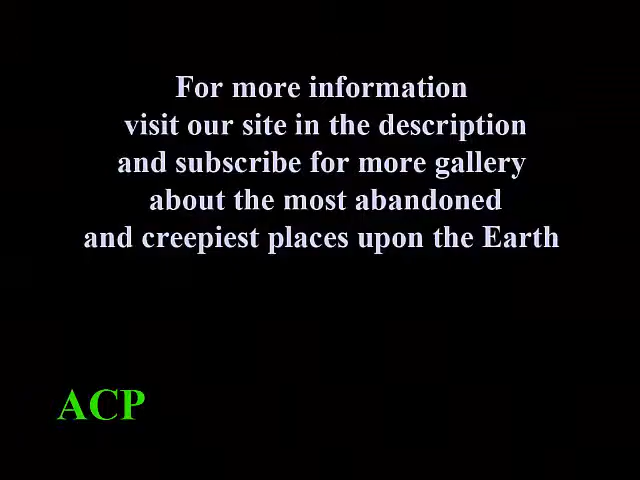 For more information
visit our site in the description
and subscribe for more gallery
about the most abandoned
and creepiest places upon the Earth
ACP